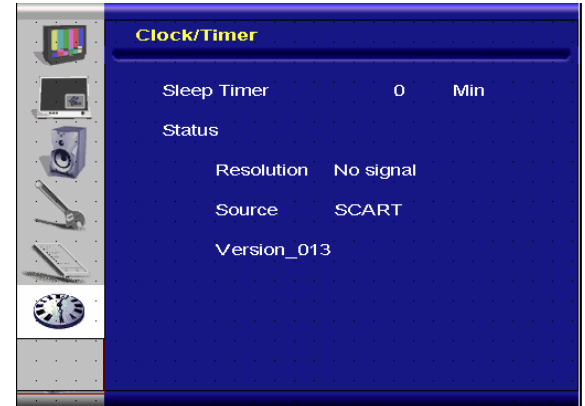 Clock/Timer
Sleep Timer 0 Min
Status
Resolution No signal
Source SCART
Version_013